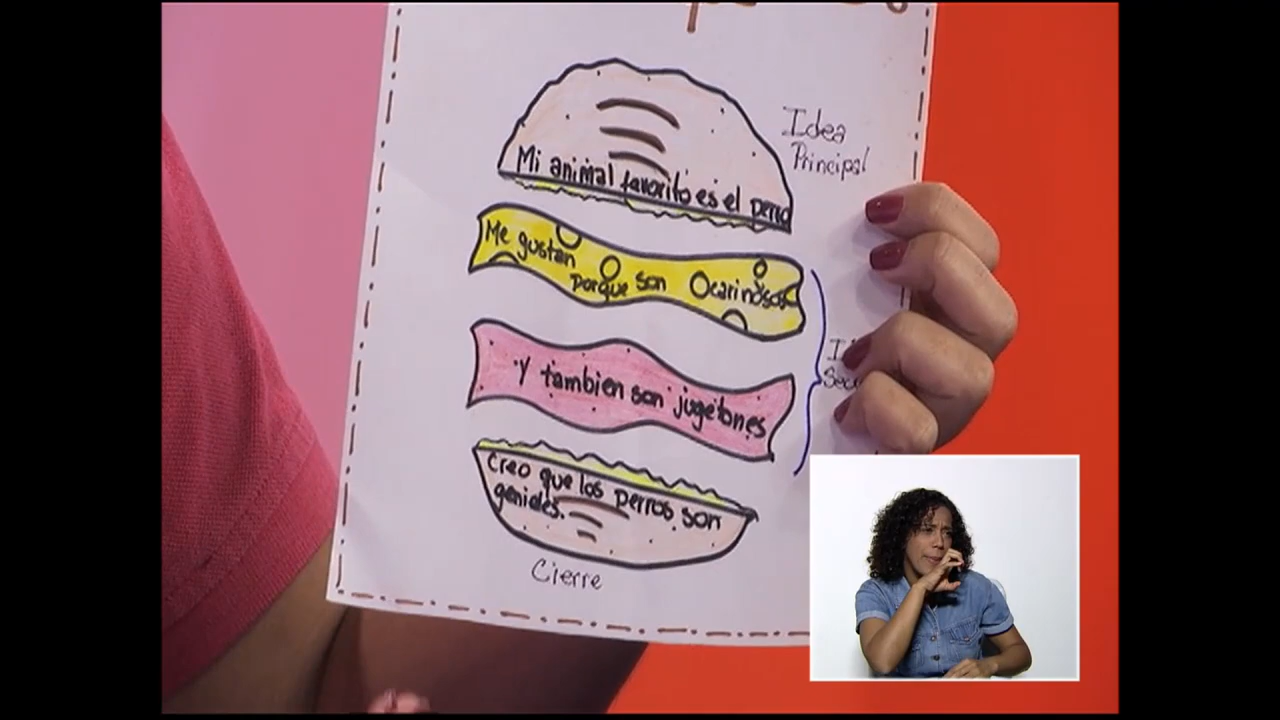 Idea
Principal
Mi animal favorito es el perro
Me gustan
porque son cariñosos
Y tambien son jugetones
Creo que los perros son
geniales.
Cierre